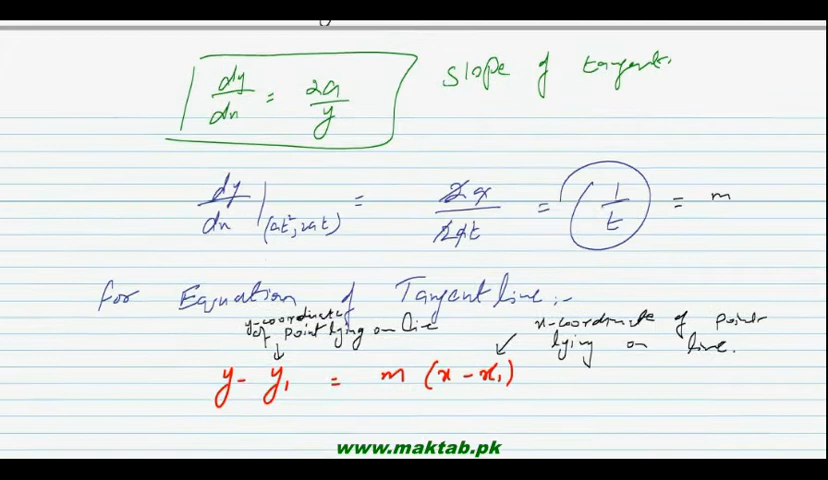 dy/dx = 2a/y slope of tangent.
dy/dx |(at², 2at) = 2a/2at = 1/t = m
for Equation of Tangent line :-
y-coordinate of point lying on line
x-coordinate of point lying on line.
y - y₁ = m (x - x₁)
www.maktab.pk